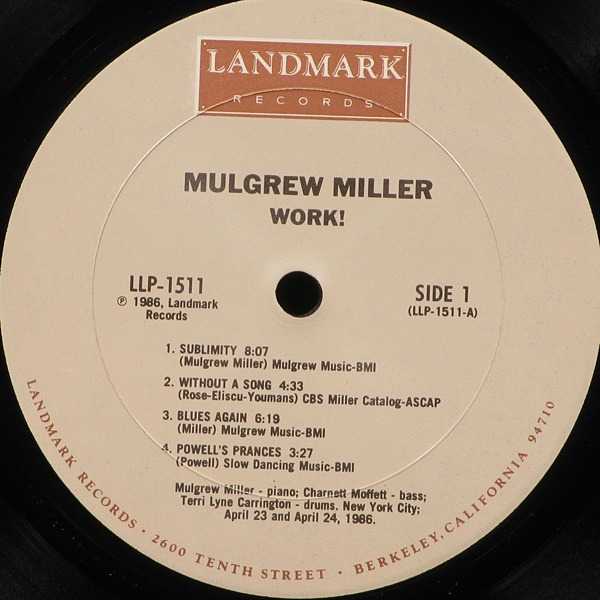 LANDMARK
RECORDS
MULGREW MILLER
WORK!
LLP-1511
℗ 1986, Landmark
Records
SIDE 1
(LLP-1511-A)
1. SUBLIMITY 8:07
(Mulgrew Miller) Mulgrew Music-BMI
2. WITHOUT A SONG 4:33
(Rose-Eliscu-Youmans) CBS Miller Catalog-ASCAP
3. BLUES AGAIN 6:19
(Miller) Mulgrew Music-BMI
4. POWELL'S PRANCES 3:27
(Powell) Slow Dancing Music-BMI
Mulgrew Miller - piano; Charnett Moffett - bass;
Terri Lyne Carrington - drums. New York City;
April 23 and April 24, 1986.
LANDMARK RECORDS · 2600 TENTH STREET · BERKELEY, CALIFORNIA 94710